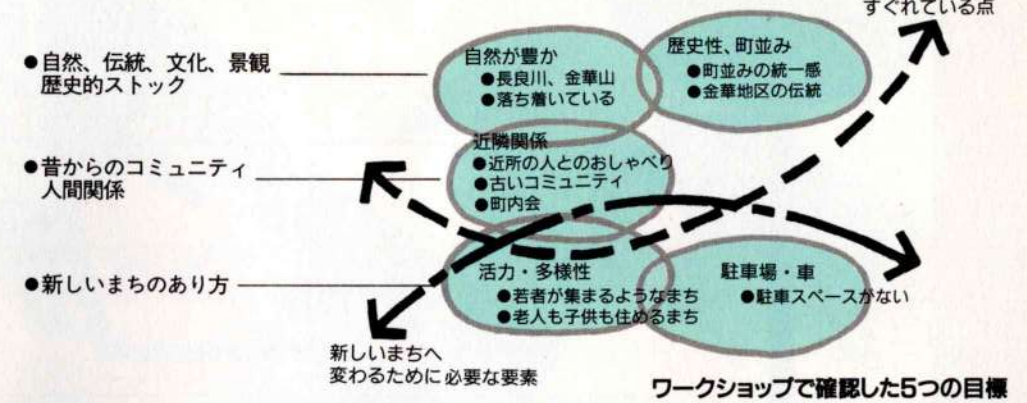 すぐれている点
●自然、伝統、文化、景観
歴史的ストック
自然が豊か
●長良川、金華山
●落ち着いている
歴史性、町並み
●町並みの統一感
●金華地区の伝統
●昔からのコミュニティ
人間関係
近隣関係
●近所の人とのおしゃべり
●古いコミュニティ
●町内会
●新しいまちのあり方
活力・多様性
●若者が集まるようなまち
●老人も子供も住めるまち
駐車場・車
●駐車スペースがない
新しいまちへ
変わるために必要な要素
ワークショップで確認した5つの目標